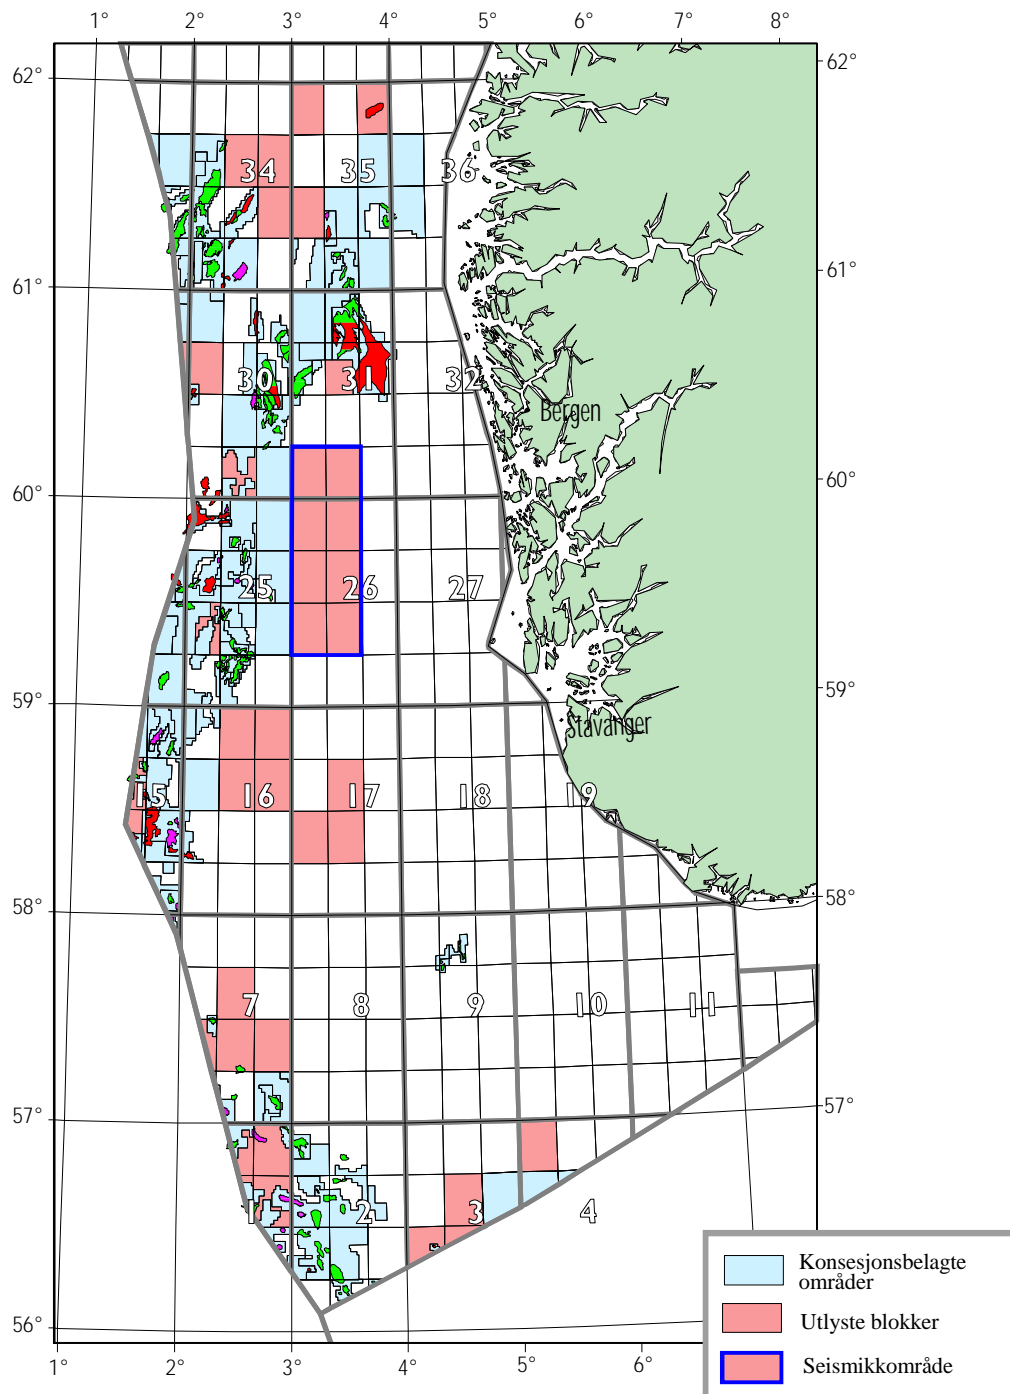 1° 2° 3° 4° 5° 6° 7° 8°
62° 62°
34 35 36
61° 61°
30 31 32
Bergen
60° 60°
25 26 27
59° 59°
Stavanger
15 16 17 18 19
58° 58°
7 8 9 10 11
57° 57°
1 2 3 4
Konsesjonsbelagte
områder
Utlyste blokker
56°
Seismikkområde
1° 2° 3° 4° 5° 6°